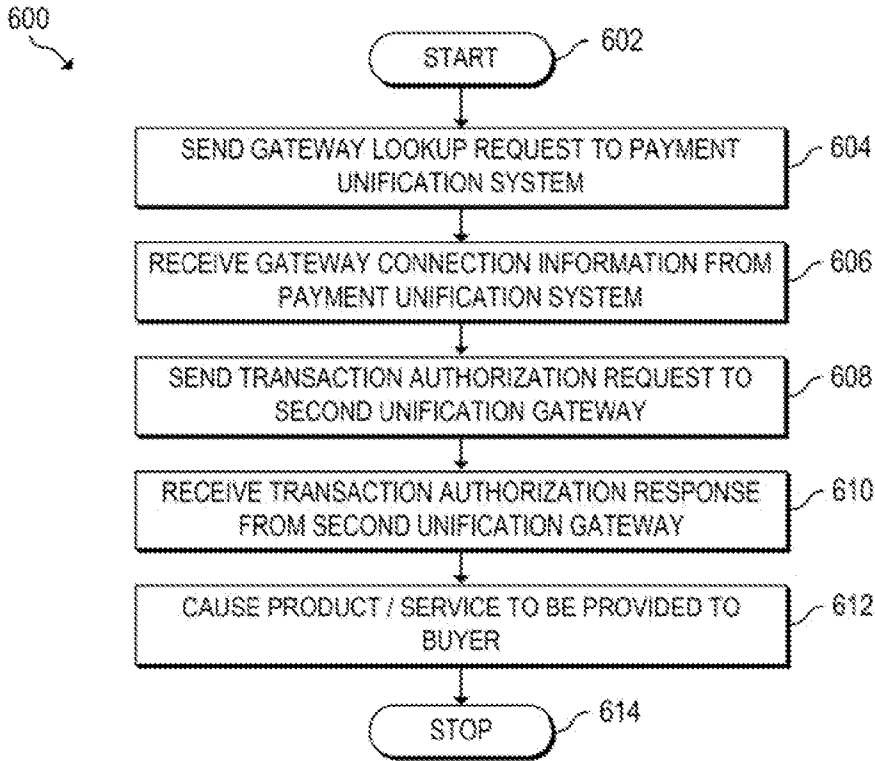 600
START
602
SEND GATEWAY LOOKUP REQUEST TO PAYMENT
UNIFICATION SYSTEM
604
RECEIVE GATEWAY CONNECTION INFORMATION FROM
PAYMENT UNIFICATION SYSTEM
606
SEND TRANSACTION AUTHORIZATION REQUEST TO
SECOND UNIFICATION GATEWAY
608
RECEIVE TRANSACTION AUTHORIZATION RESPONSE
FROM SECOND UNIFICATION GATEWAY
610
CAUSE PRODUCT / SERVICE TO BE PROVIDED TO
BUYER
612
STOP
614